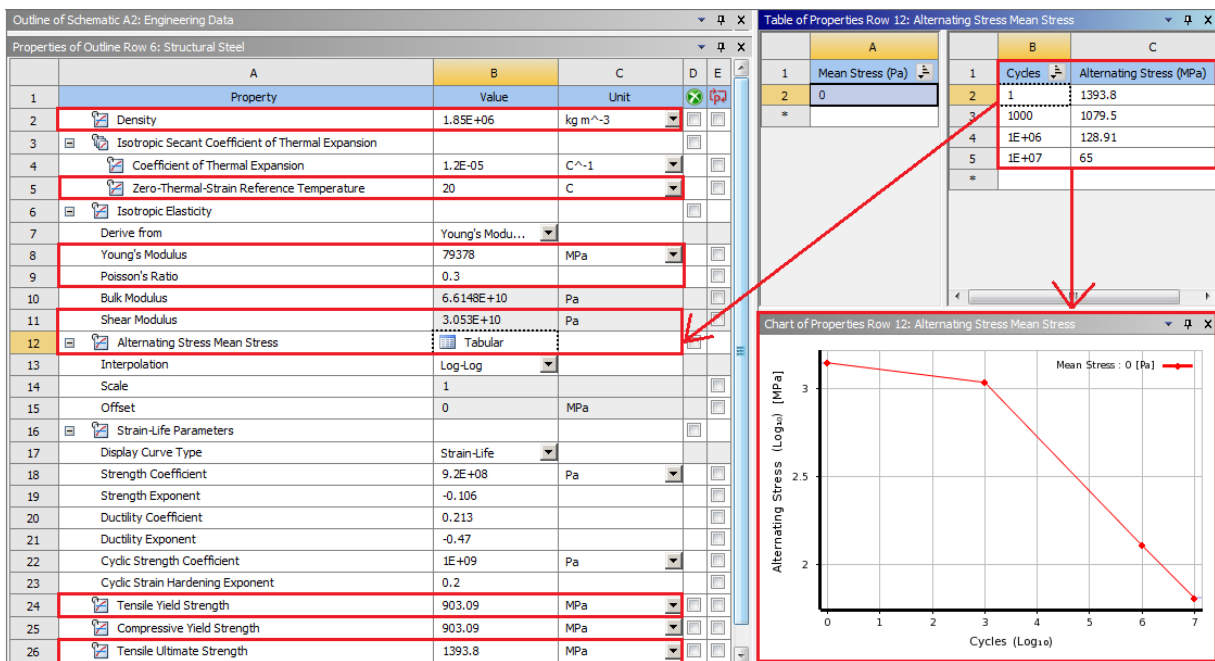 Outline of Schematic A2: Engineering Data
Properties of Outline Row 6: Structural Steel
A B C D E
1 Property Value Unit
2 Density 1.85E+06 kg m^-3
3 Isotropic Secant Coefficient of Thermal Expansion
4 Coefficient of Thermal Expansion 1.2E-05 C^-1
5 Zero-Thermal-Strain Reference Temperature 20 C
6 Isotropic Elasticity
7 Derive from Young's Modu...
8 Young's Modulus 79378 MPa
9 Poisson's Ratio 0.3
10 Bulk Modulus 6.6148E+10 Pa
11 Shear Modulus 3.053E+10 Pa
12 Alternating Stress Mean Stress Tabular
13 Interpolation Log-Log
14 Scale 1
15 Offset 0 MPa
16 Strain-Life Parameters
17 Display Curve Type Strain-Life
18 Strength Coefficient 9.2E+08 Pa
19 Strength Exponent -0.106
20 Ductility Coefficient 0.213
21 Ductility Exponent -0.47
22 Cyclic Strength Coefficient 1E+09 Pa
23 Cyclic Strain Hardening Exponent 0.2
24 Tensile Yield Strength 903.09 MPa
25 Compressive Yield Strength 903.09 MPa
26 Tensile Ultimate Strength 1393.8 MPa
Table of Properties Row 12: Alternating Stress Mean Stress
A
1 Mean Stress (Pa)
2 0
*
B C
1 Cycles Alternating Stress (MPa)
2 1 1393.8
3 1000 1079.5
4 1E+06 128.91
5 1E+07 65
*
Chart of Properties Row 12: Alternating Stress Mean Stress
Mean Stress : 0 [Pa]
Alternating Stress (Log₁₀) [MPa]
3
2.5
2
0 1 2 3 4 5 6 7
Cycles (Log₁₀)